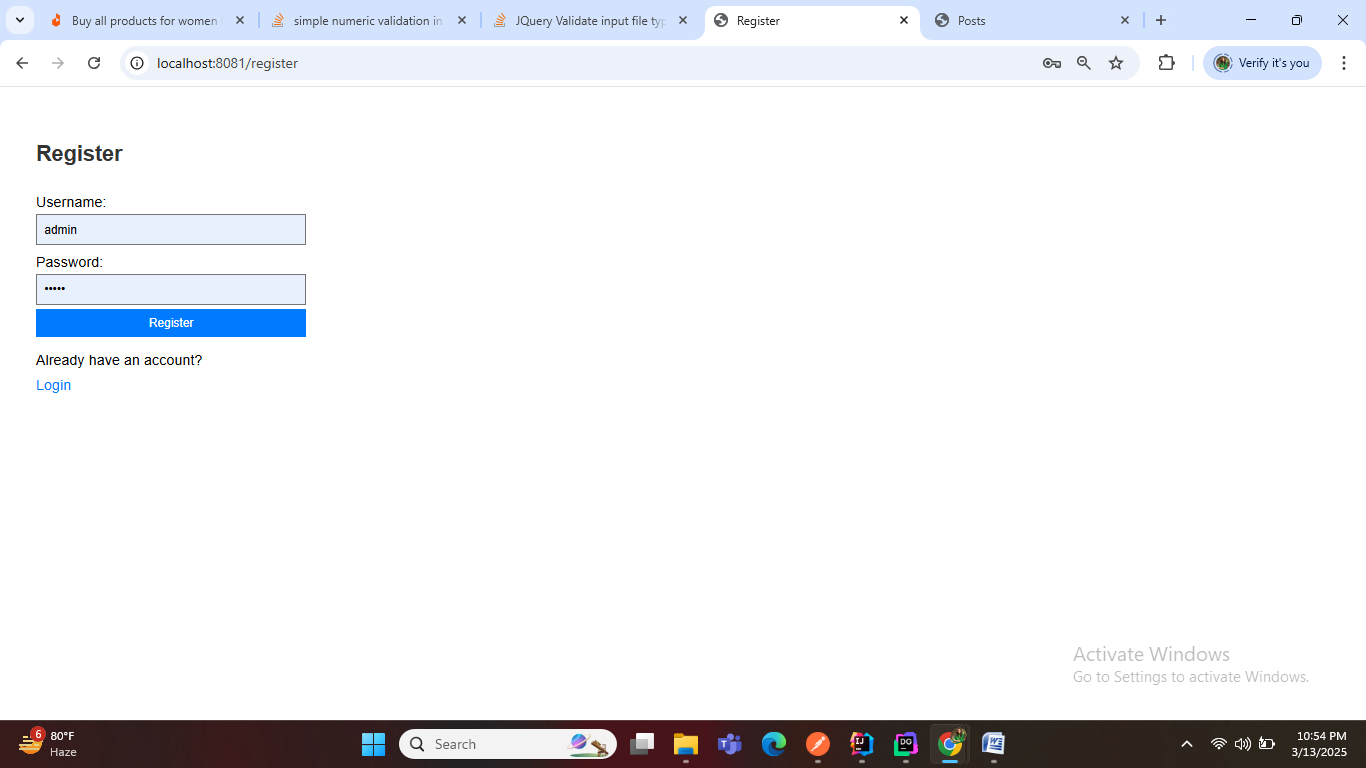 Buy all products for women
simple numeric validation in
JQuery Validate input file typ
Register
Posts
localhost:8081/register
Verify it's you
Register
Username:
admin
Password:
•••••
Register
Already have an account?
Login
Activate Windows
Go to Settings to activate Windows.
6
80°F
Haze
Search
10:54 PM
3/13/2025